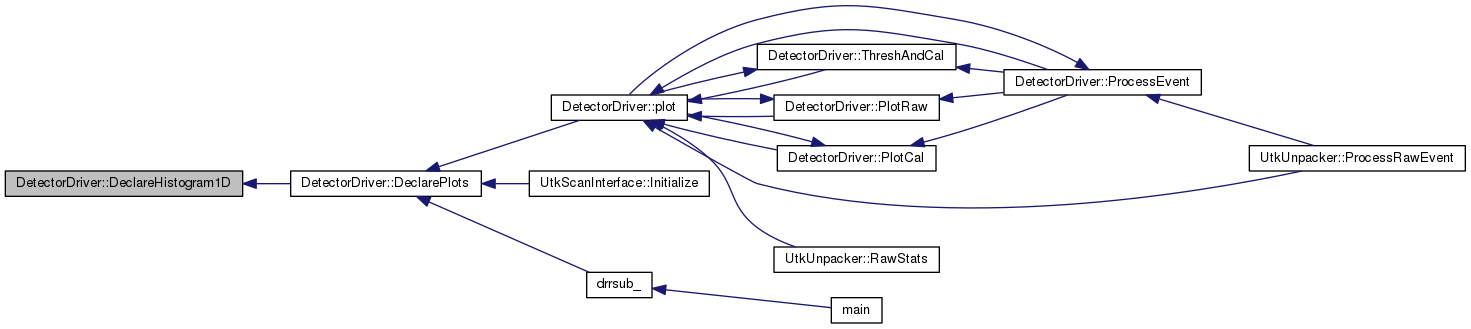 DetectorDriver::DeclareHistogram1D
DetectorDriver::DeclarePlots
DetectorDriver::plot
UtkScanInterface::Initialize
drrsub_
DetectorDriver::ThreshAndCal
DetectorDriver::PlotRaw
DetectorDriver::PlotCal
UtkUnpacker::RawStats
main
DetectorDriver::ProcessEvent
UtkUnpacker::ProcessRawEvent